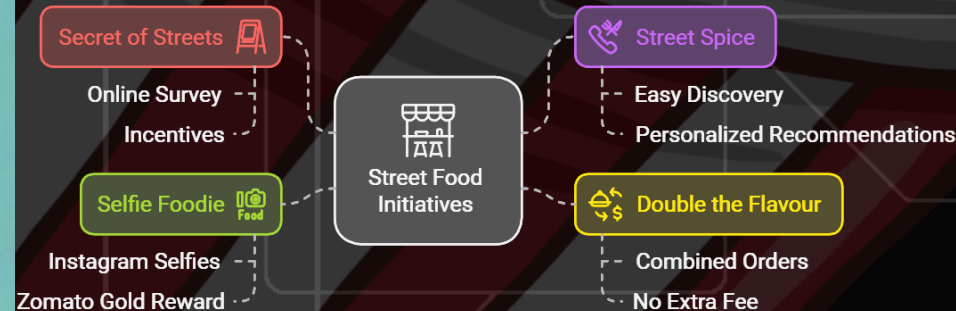 Secret of Streets
Online Survey
Incentives
Selfie Foodie
Food
Instagram Selfies
Zomato Gold Reward
Street Food
Initiatives
Street Spice
Easy Discovery
Personalized Recommendations
Double the Flavour
$
Combined Orders
No Extra Fee